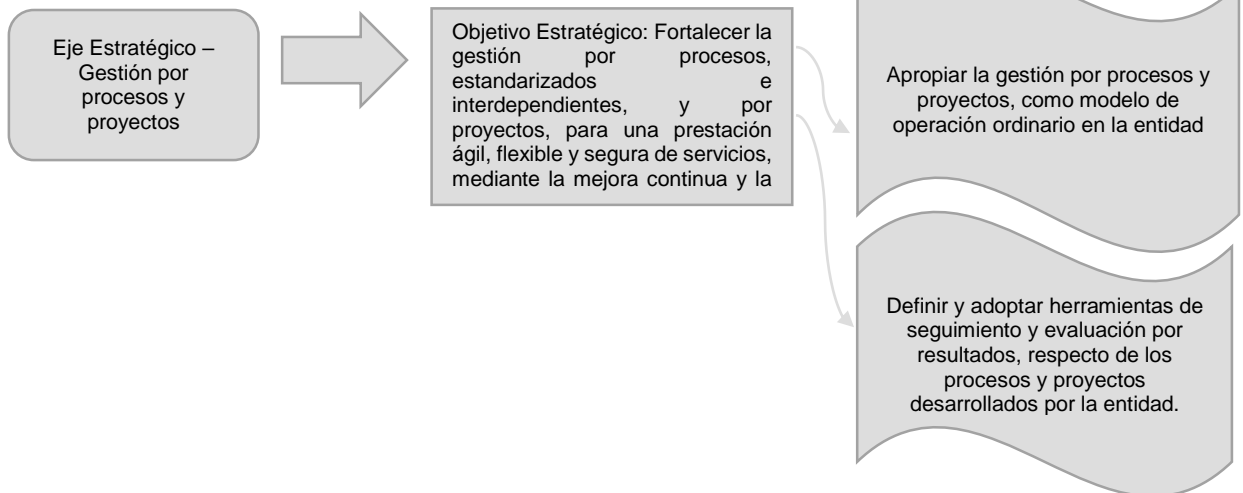 Eje Estratégico –
Gestión por
procesos y
proyectos
Objetivo Estratégico: Fortalecer la
gestión por procesos,
estandarizados e
interdependientes, y por
proyectos, para una prestación
ágil, flexible y segura de servicios,
mediante la mejora continua y la
Apropiar la gestión por procesos y
proyectos, como modelo de
operación ordinario en la entidad
Definir y adoptar herramientas de
seguimiento y evaluación por
resultados, respecto de los
procesos y proyectos
desarrollados por la entidad.